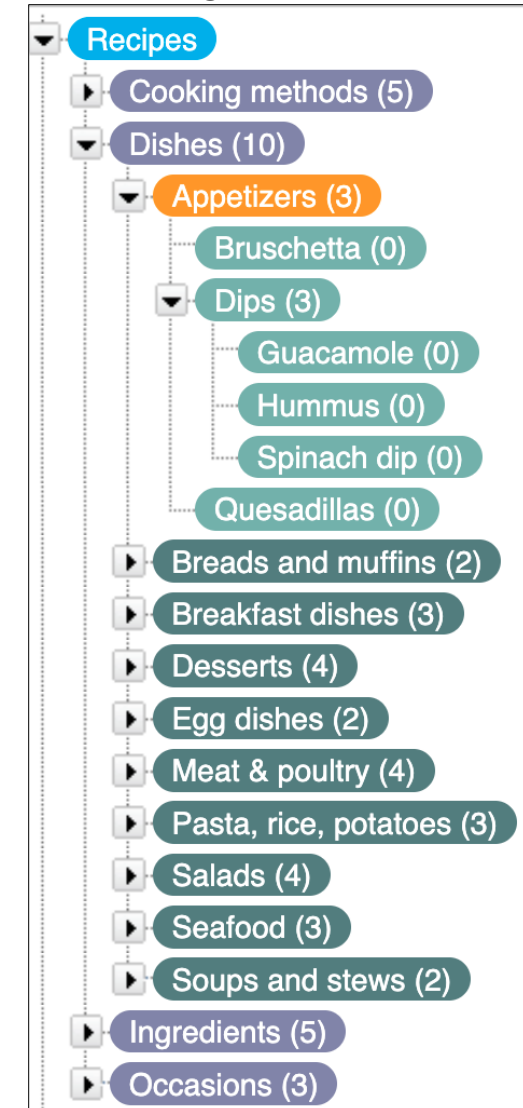 Recipes
Cooking methods (5)
Dishes (10)
Appetizers (3)
Bruschetta (0)
Dips (3)
Guacamole (0)
Hummus (0)
Spinach dip (0)
Quesadillas (0)
Breads and muffins (2)
Breakfast dishes (3)
Desserts (4)
Egg dishes (2)
Meat & poultry (4)
Pasta, rice, potatoes (3)
Salads (4)
Seafood (3)
Soups and stews (2)
Ingredients (5)
Occasions (3)